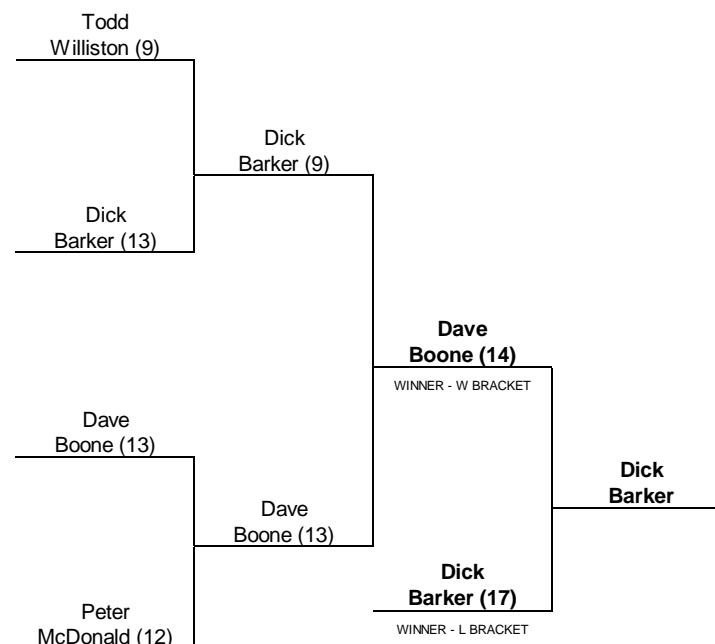 Todd
Williston (9)
Dick
Barker (9)
Dick
Barker (13)
Dave
Boone (14)
WINNER - W BRACKET
Dave
Boone (13)
Dick
Barker
Dave
Boone (13)
Dick
Barker (17)
WINNER - L BRACKET
Peter
McDonald (12)